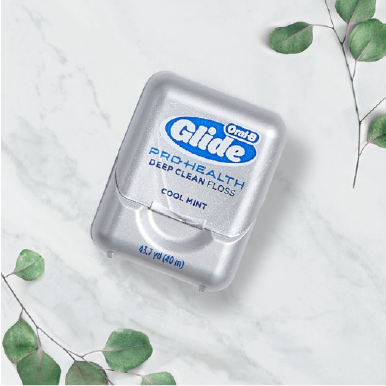 Oral-B
Glide
PRO-HEALTH
DEEP CLEAN FLOSS
COOL MINT
43.7 yd (40 m)